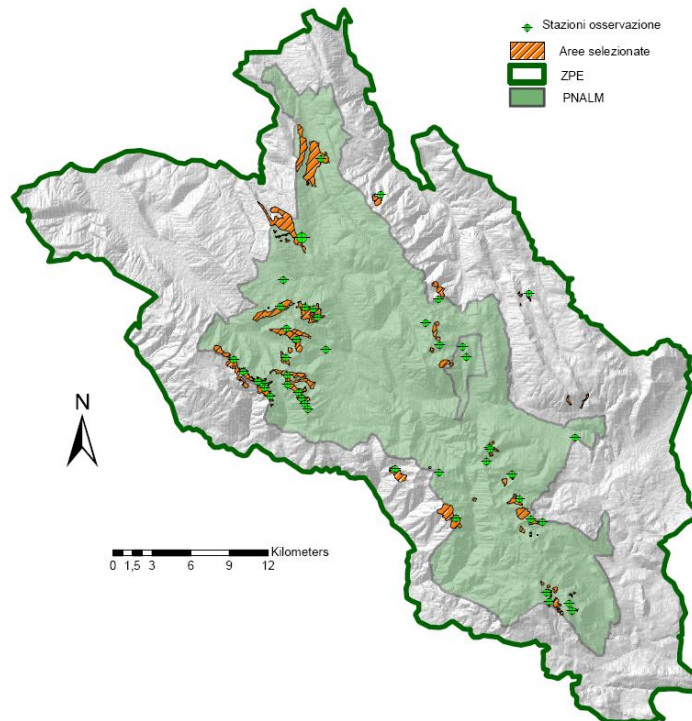 Stazioni osservazione
Aree selezionate
ZPE
PNALM
N
Kilometers
0 1,5 3 6 9 12